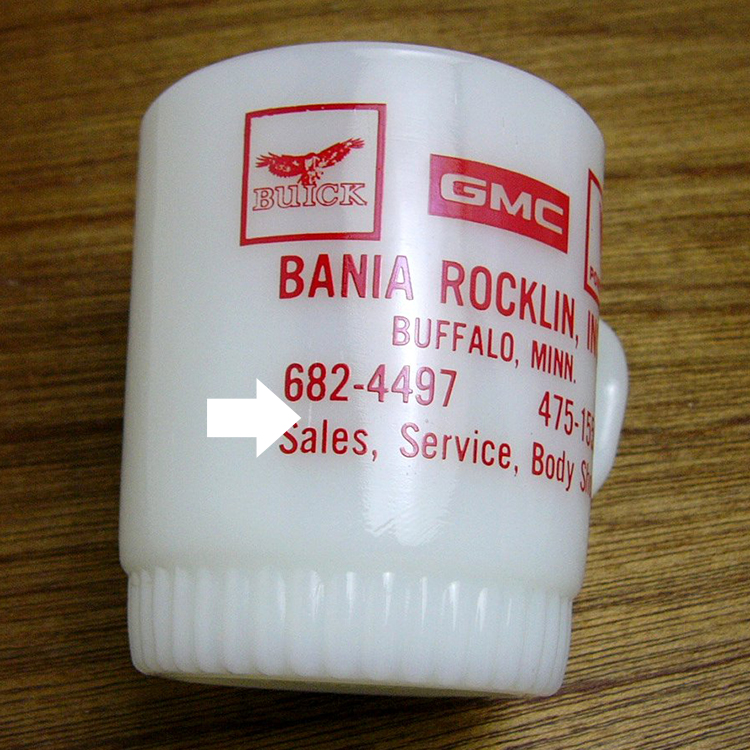 BUICK
GMC
BANIA ROCKLIN,
BUFFALO, MINN.
682-4497
Sales, Service, Body